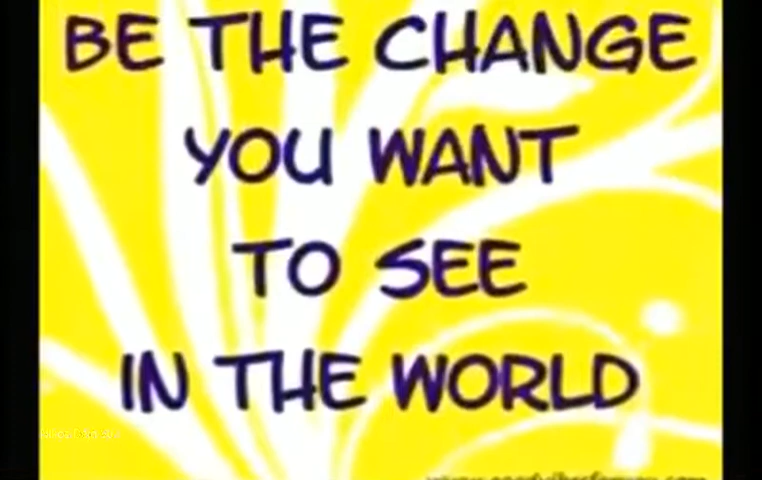 BE THE CHANGE
YOU WANT
TO SEE
IN THE WORLD